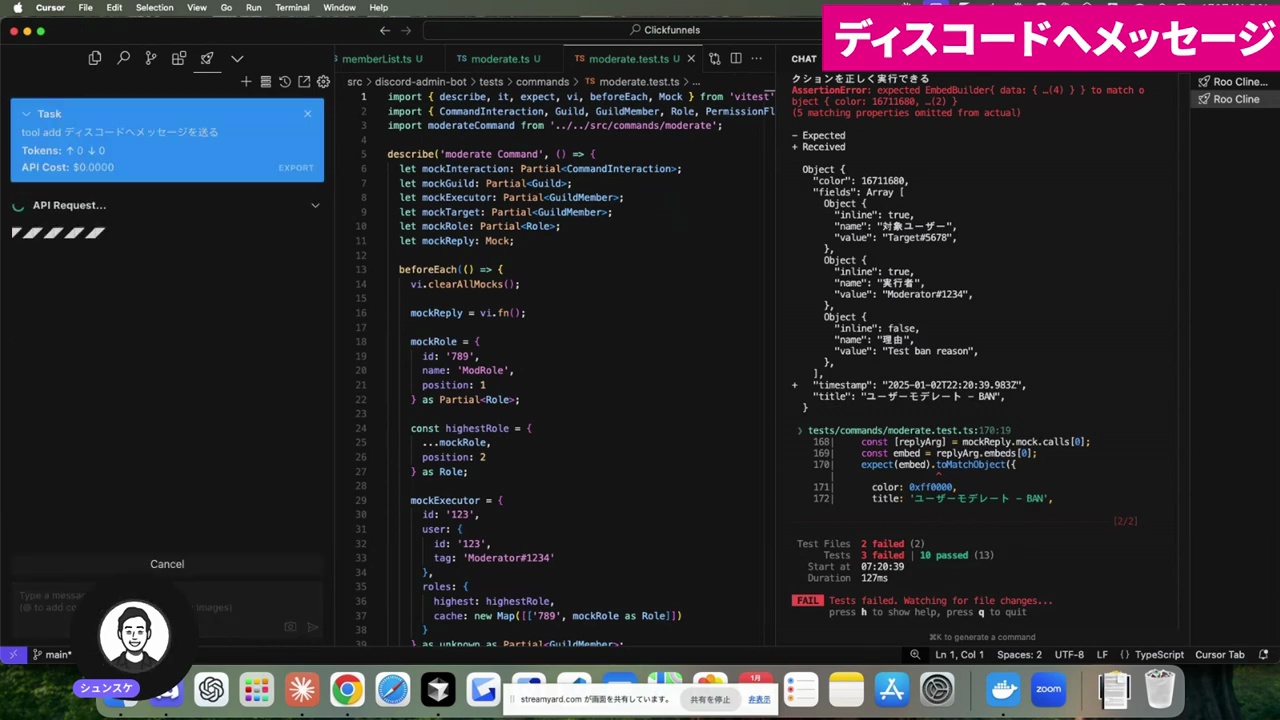 Cursor File Edit Selection View Go Run Terminal Window Help
Clickfunnels
ディスコードへメッセージ
Task
tool add ディスコードへメッセージを送る
Tokens: ↑ 0 ↓ 0
API Cost: $0.0000
EXPORT
API Request...
Cancel
Type a messa
(@ to add co
images)
シュンスケ
memberList.ts U
moderate.ts U
moderate.test.ts U
src > discord-admin-bot > tests > commands > moderate.test.ts > ...
1 import { describe, it, expect, vi, beforeEach, Mock } from 'vitest'
2 import { CommandInteraction, Guild, GuildMember, Role, PermissionFl
3 import moderateCommand from '../../src/commands/moderate';
4
5 describe('moderate Command', () => {
6 let mockInteraction: Partial<CommandInteraction>;
7 let mockGuild: Partial<Guild>;
8 let mockExecutor: Partial<GuildMember>;
9 let mockTarget: Partial<GuildMember>;
10 let mockRole: Partial<Role>;
11 let mockReply: Mock;
12
13 beforeEach(() => {
14 vi.clearAllMocks();
15
16 mockReply = vi.fn();
17
18 mockRole = {
19 id: '789',
20 name: 'ModRole',
21 position: 1
22 } as Partial<Role>;
23
24 const highestRole = {
25 ...mockRole,
26 position: 2
27 } as Role;
28
29 mockExecutor = {
30 id: '123',
31 user: {
32 id: '123',
33 tag: 'Moderator#1234'
34 },
35 roles: {
36 highest: highestRole,
37 cache: new Map([['789', mockRole as Role]])
38 }
39 } as unknown as Partial<GuildMember>;
CHAT
クションを正しく実行できる
AssertionError: expected EmbedBuilder{ data: { …(4) } } to match o
bject { color: 16711680, …(2) }
(5 matching properties omitted from actual)
- Expected
+ Received
Object {
"color": 16711680,
"fields": Array [
Object {
"inline": true,
"name": "対象ユーザー",
"value": "Target#5678",
},
Object {
"inline": true,
"name": "実行者",
"value": "Moderator#1234",
},
Object {
"inline": false,
"name": "理由",
"value": "Test ban reason",
},
],
+ "timestamp": "2025-01-02T22:20:39.983Z",
"title": "ユーザーモデレート - BAN",
}
❯ tests/commands/moderate.test.ts:170:19
168| const [replyArg] = mockReply.mock.calls[0];
169| const embed = replyArg.embeds[0];
170| expect(embed).toMatchObject({
| ^
171| color: 0xff0000,
172| title: 'ユーザーモデレート - BAN',
[2/2]
Test Files 2 failed (2)
Tests 3 failed | 10 passed (13)
Start at 07:20:39
Duration 127ms
FAIL Tests failed. Watching for file changes...
press h to show help, press q to quit
⌘K to generate a command
Roo Cline...
Roo Cline
main*
Ln 1, Col 1 Spaces: 2 UTF-8 LF {} TypeScript Cursor Tab
1月
streamyard.com が画面を共有しています。 共有を停止 非表示
zoom